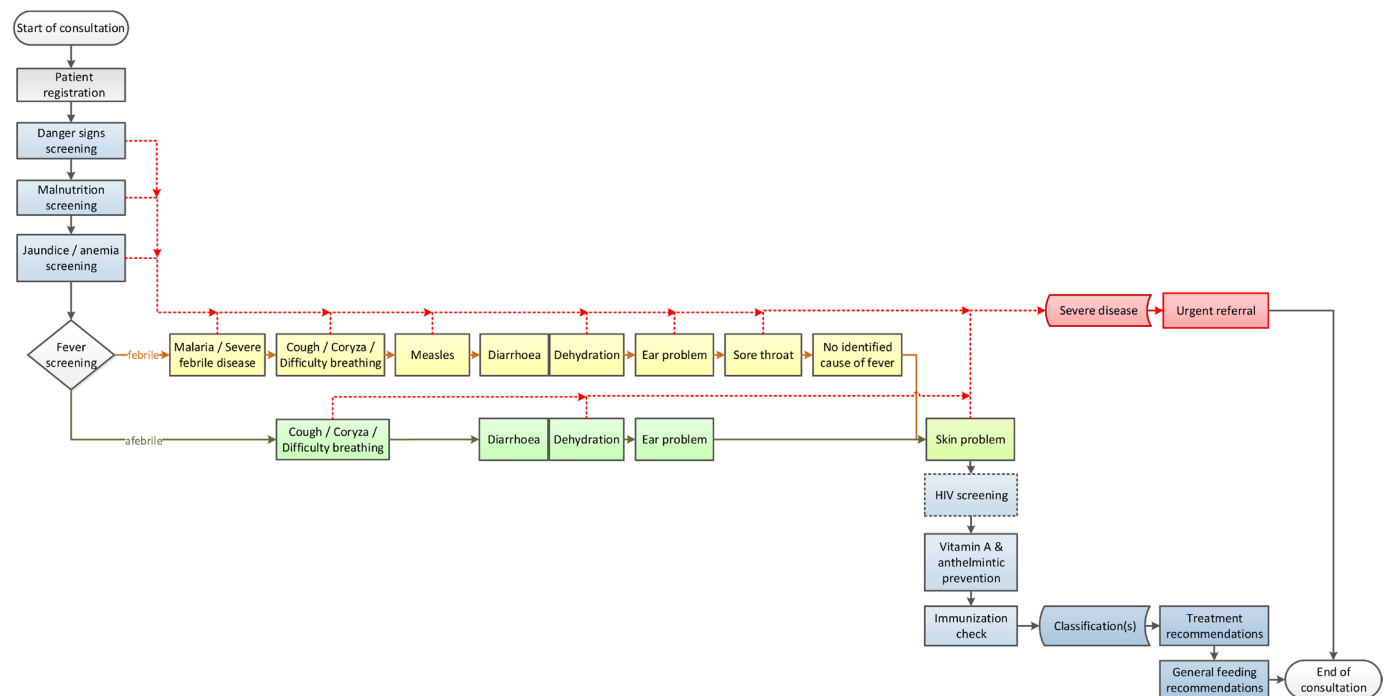 Start of consultation
Patient
registration
Danger signs
screening
Malnutrition
screening
Jaundice / anemia
screening
Fever
screening
febrile
Malaria / Severe
febrile disease
Cough / Coryza /
Difficulty breathing
Measles
Diarrhoea
Dehydration
Ear problem
Sore throat
No identified
cause of fever
Severe disease
Urgent referral
afebrile
Cough / Coryza /
Difficulty breathing
Diarrhoea
Dehydration
Ear problem
Skin problem
HIV screening
Vitamin A &
anthelmintic
prevention
Immunization
check
Classification(s)
Treatment
recommendations
General feeding
recommendations
End of
consultation